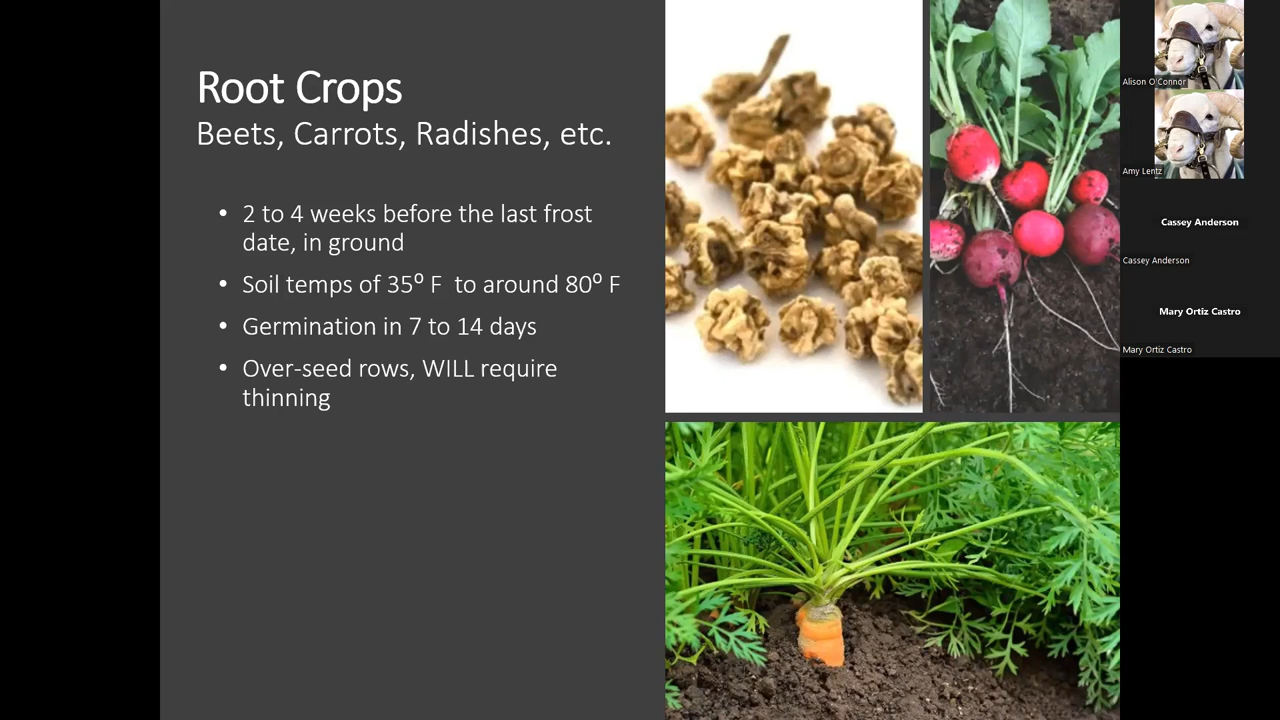 Root Crops
Beets, Carrots, Radishes, etc.
• 2 to 4 weeks before the last frost
date, in ground
• Soil temps of 35⁰ F  to around 80⁰ F
• Germination in 7 to 14 days
• Over-seed rows, WILL require
thinning
Alison O'Connor
Amy Lentz
Cassey Anderson
Cassey Anderson
Mary Ortiz Castro
Mary Ortiz Castro